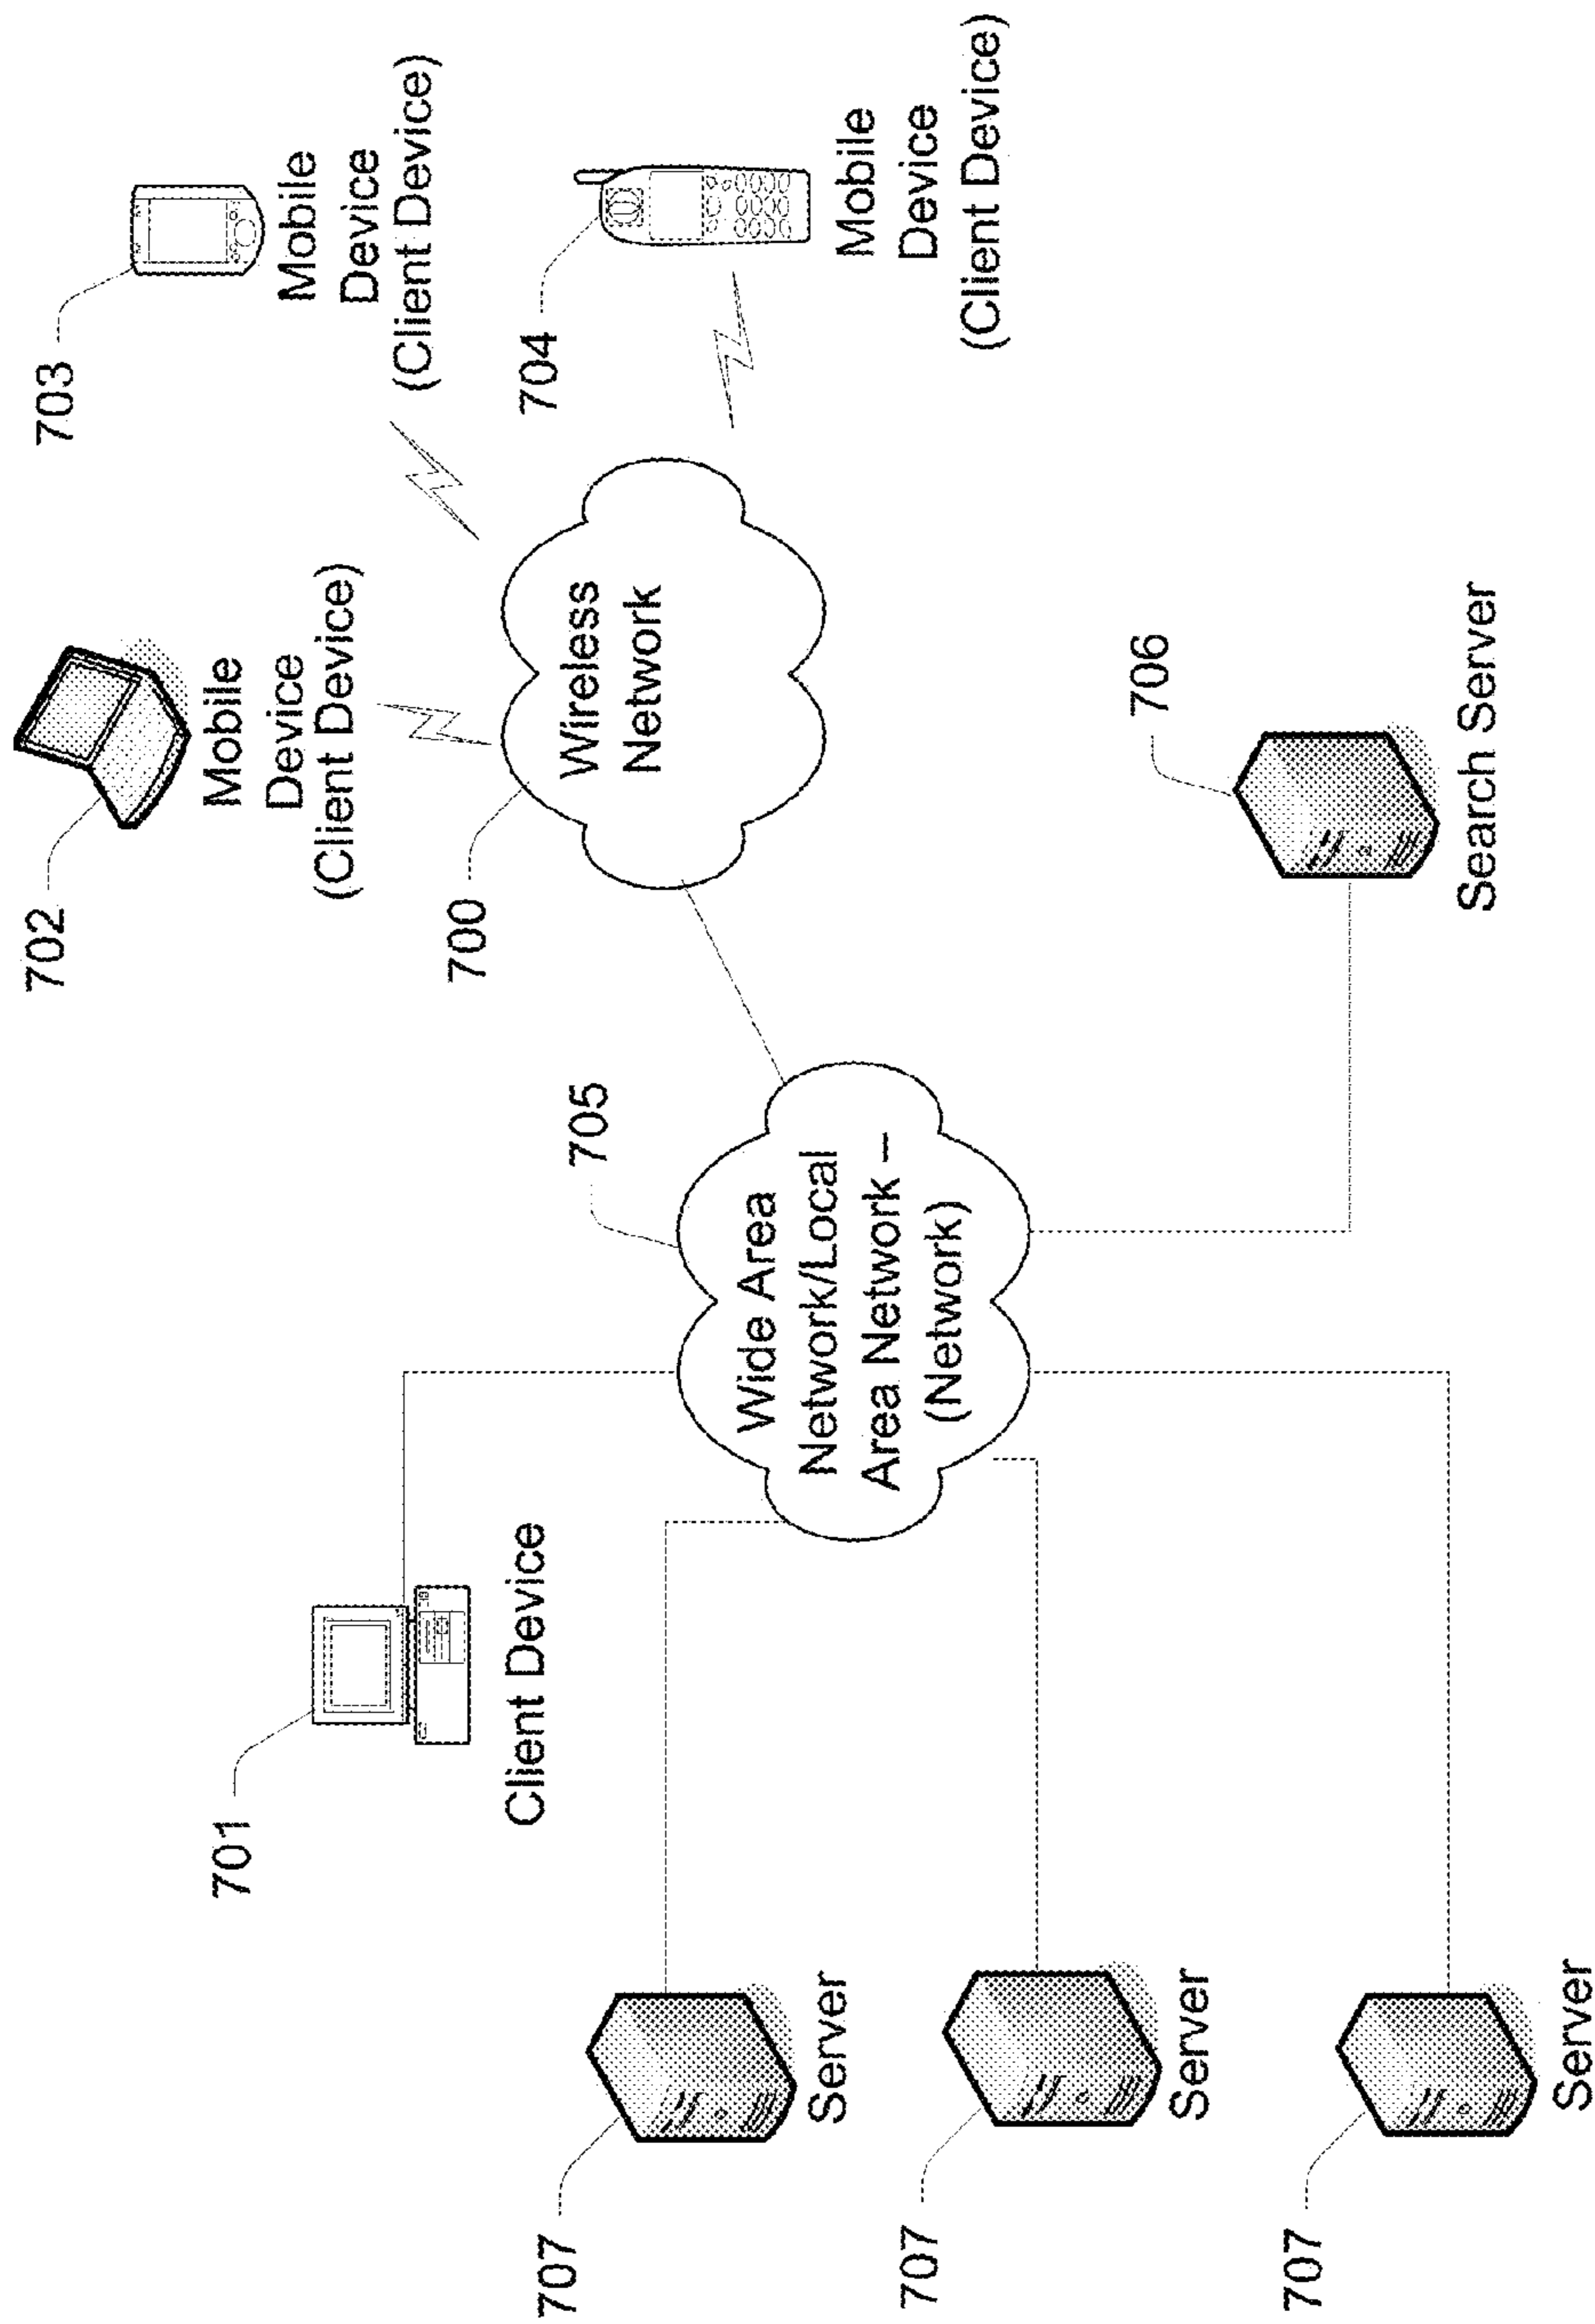 702
Mobile
Device
(Client Device)
703
Mobile
Device
(Client Device)
701
Client Device
700
Wireless
Network
704
Mobile
Device
(Client Device)
705
Wide Area
Network/Local
Area Network –
(Network)
707
Server
707
Server
707
Server
706
Search Server